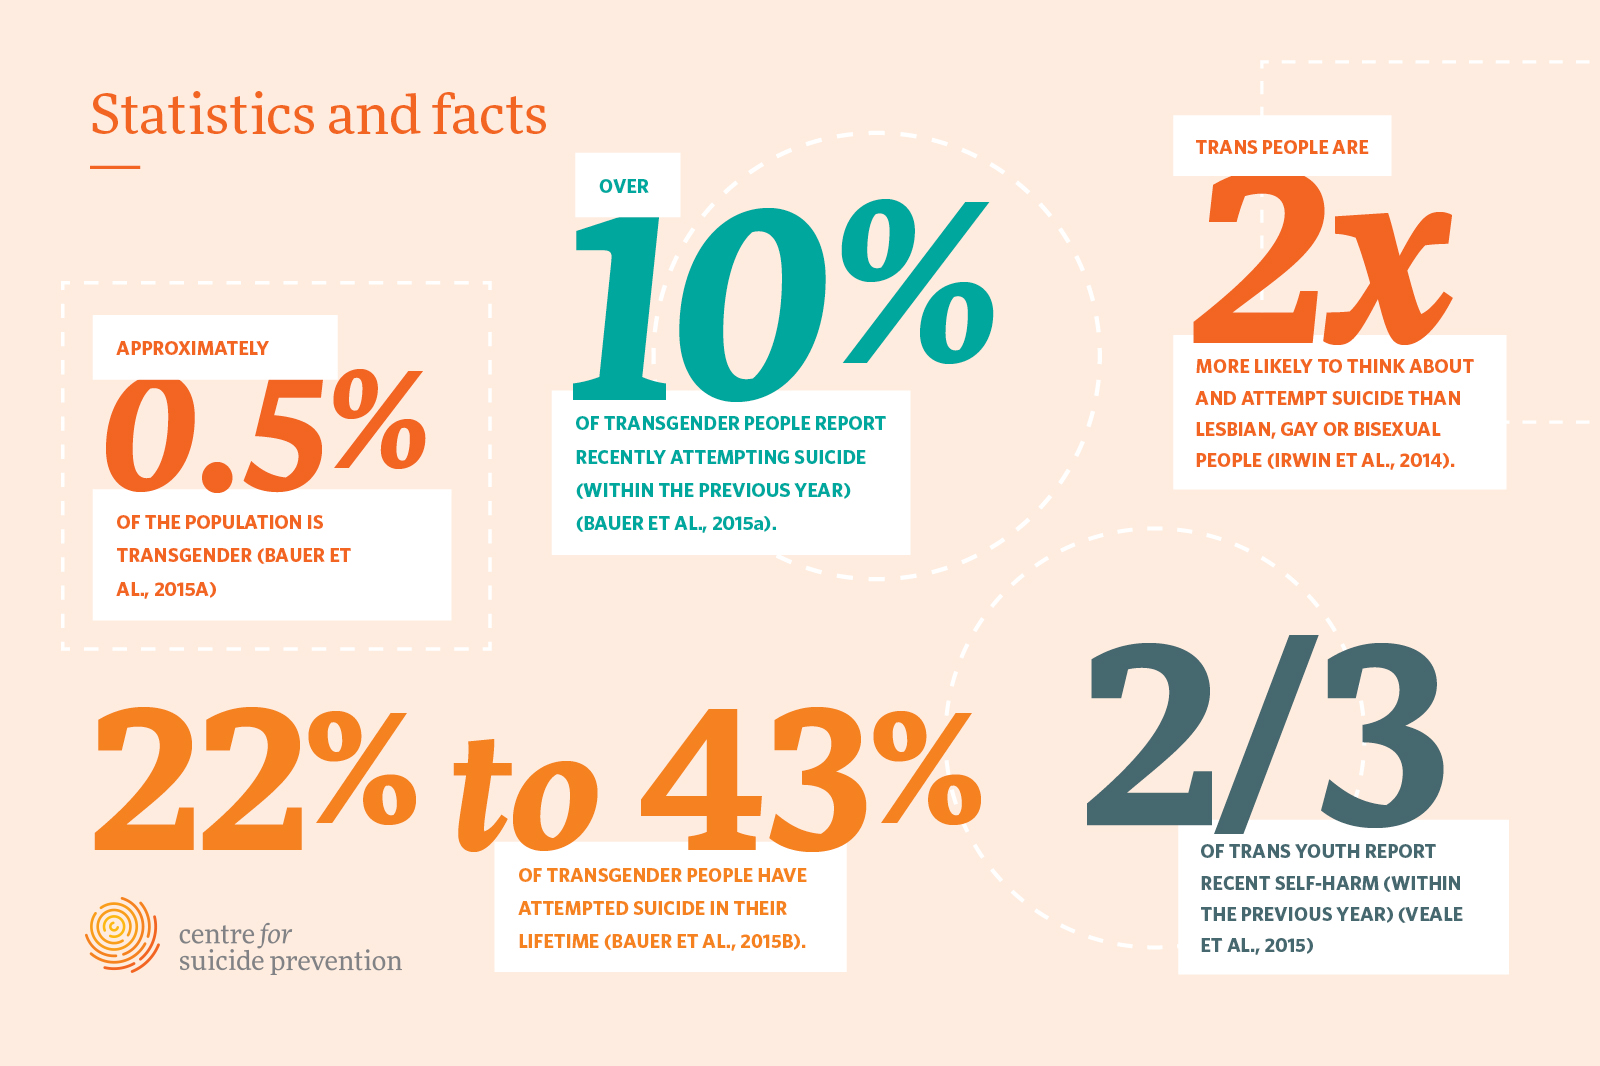 Statistics and facts
APPROXIMATELY
0.5%
OF THE POPULATION IS
TRANSGENDER (BAUER ET
AL., 2015A)
OVER
10%
OF TRANSGENDER PEOPLE REPORT
RECENTLY ATTEMPTING SUICIDE
(WITHIN THE PREVIOUS YEAR)
(BAUER ET AL., 2015a).
TRANS PEOPLE ARE
2x
MORE LIKELY TO THINK ABOUT
AND ATTEMPT SUICIDE THAN
LESBIAN, GAY OR BISEXUAL
PEOPLE (IRWIN ET AL., 2014).
22% to 43%
OF TRANSGENDER PEOPLE HAVE
ATTEMPTED SUICIDE IN THEIR
LIFETIME (BAUER ET AL., 2015B).
2/3
OF TRANS YOUTH REPORT
RECENT SELF-HARM (WITHIN
THE PREVIOUS YEAR) (VEALE
ET AL., 2015)
centre for
suicide prevention